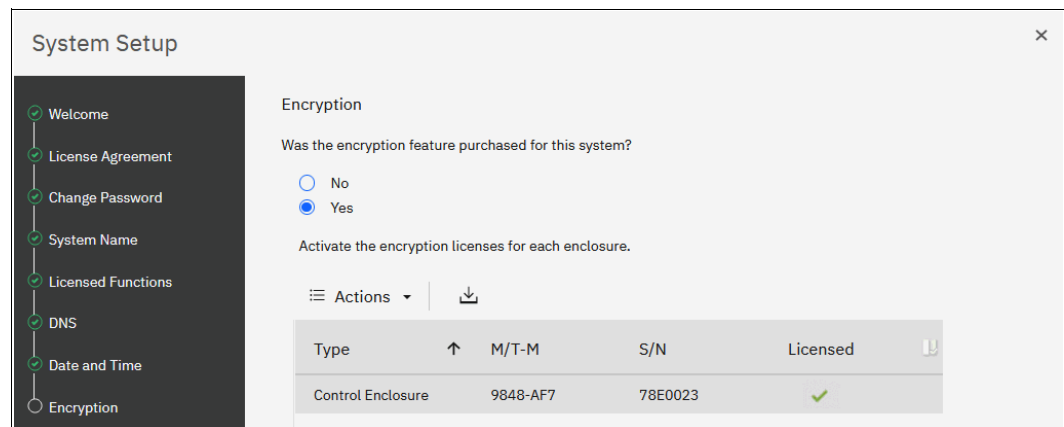 System Setup
Welcome
License Agreement
Change Password
System Name
Licensed Functions
DNS
Date and Time
Encryption
Encryption
Was the encryption feature purchased for this system?
No
Yes
Activate the encryption licenses for each enclosure.
Actions
Type M/T-M S/N Licensed
Control Enclosure 9848-AF7 78E0023